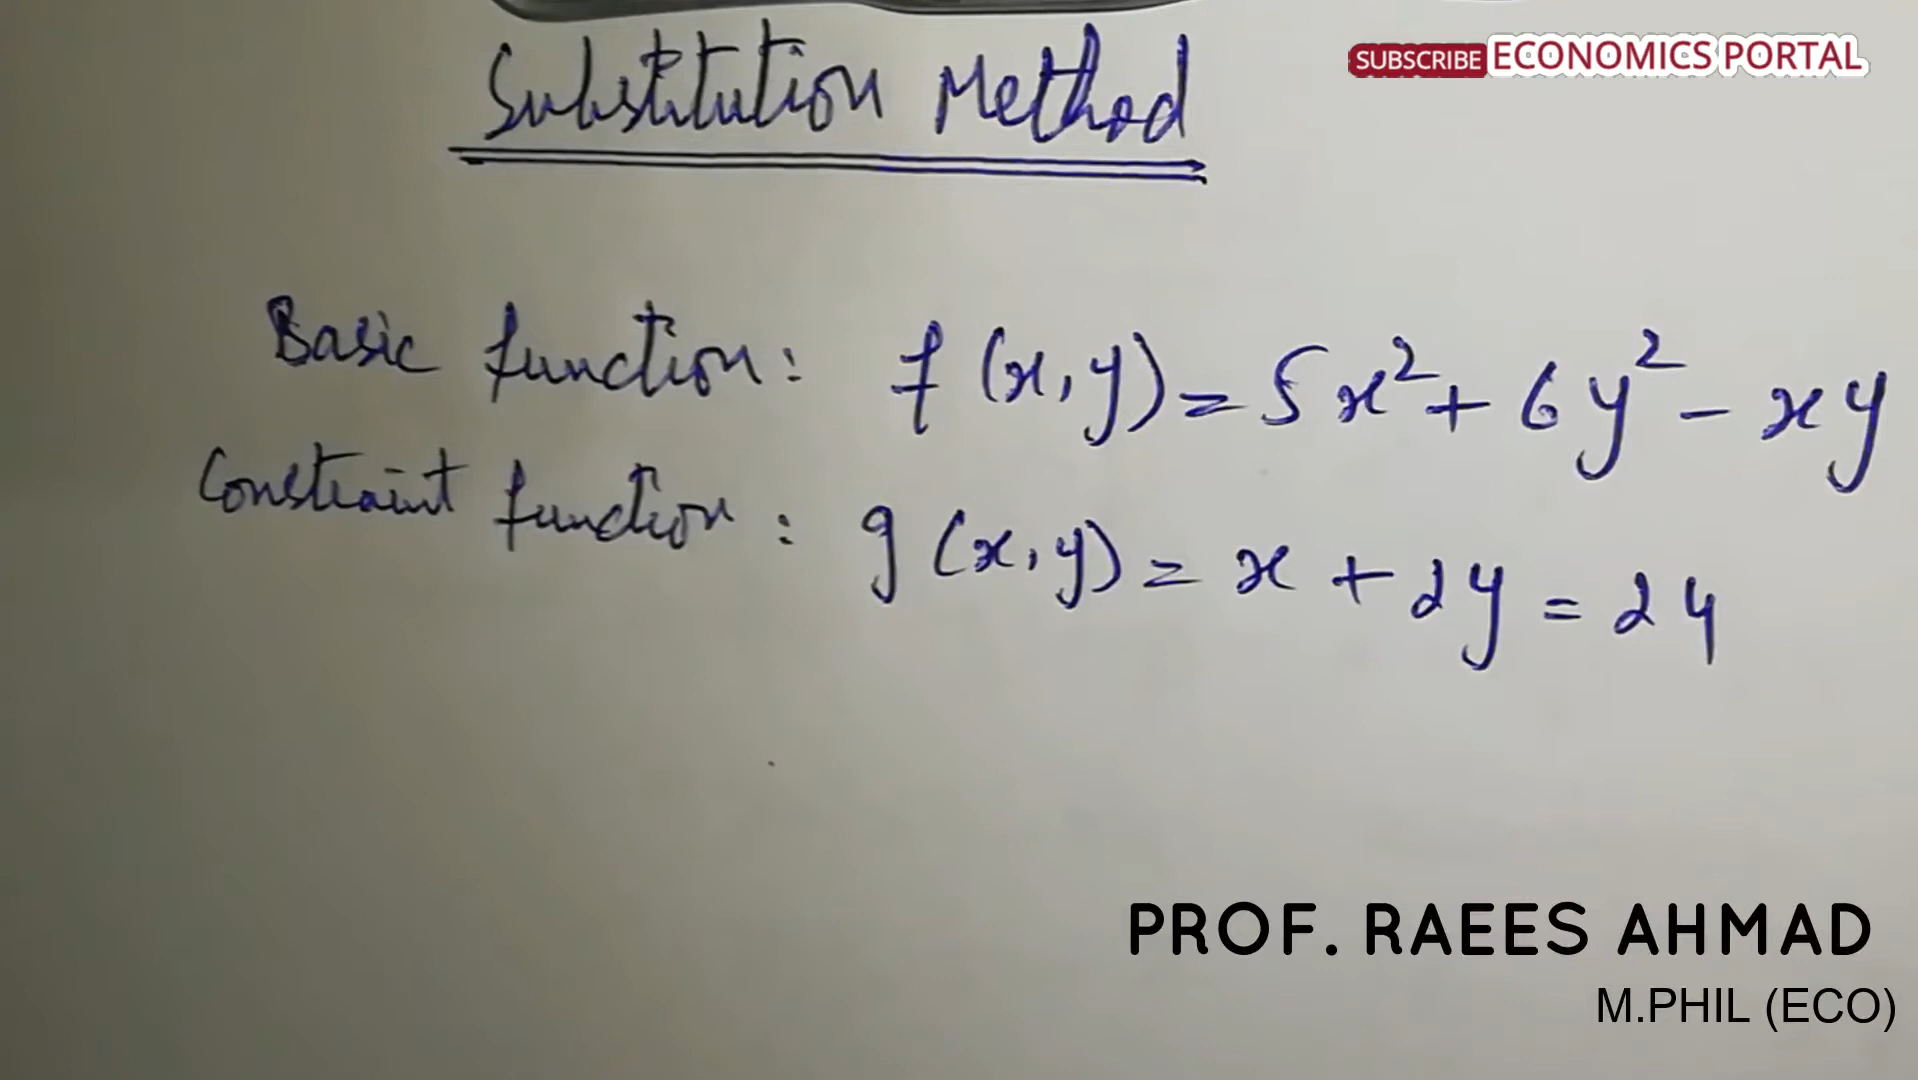 Substitution Method
SUBSCRIBE ECONOMICS PORTAL
Basic function: f(x,y) = 5x² + 6y² - xy
Constraint function: g(x,y) = x + 2y = 24
PROF. RAEES AHMAD
M.PHIL (ECO)